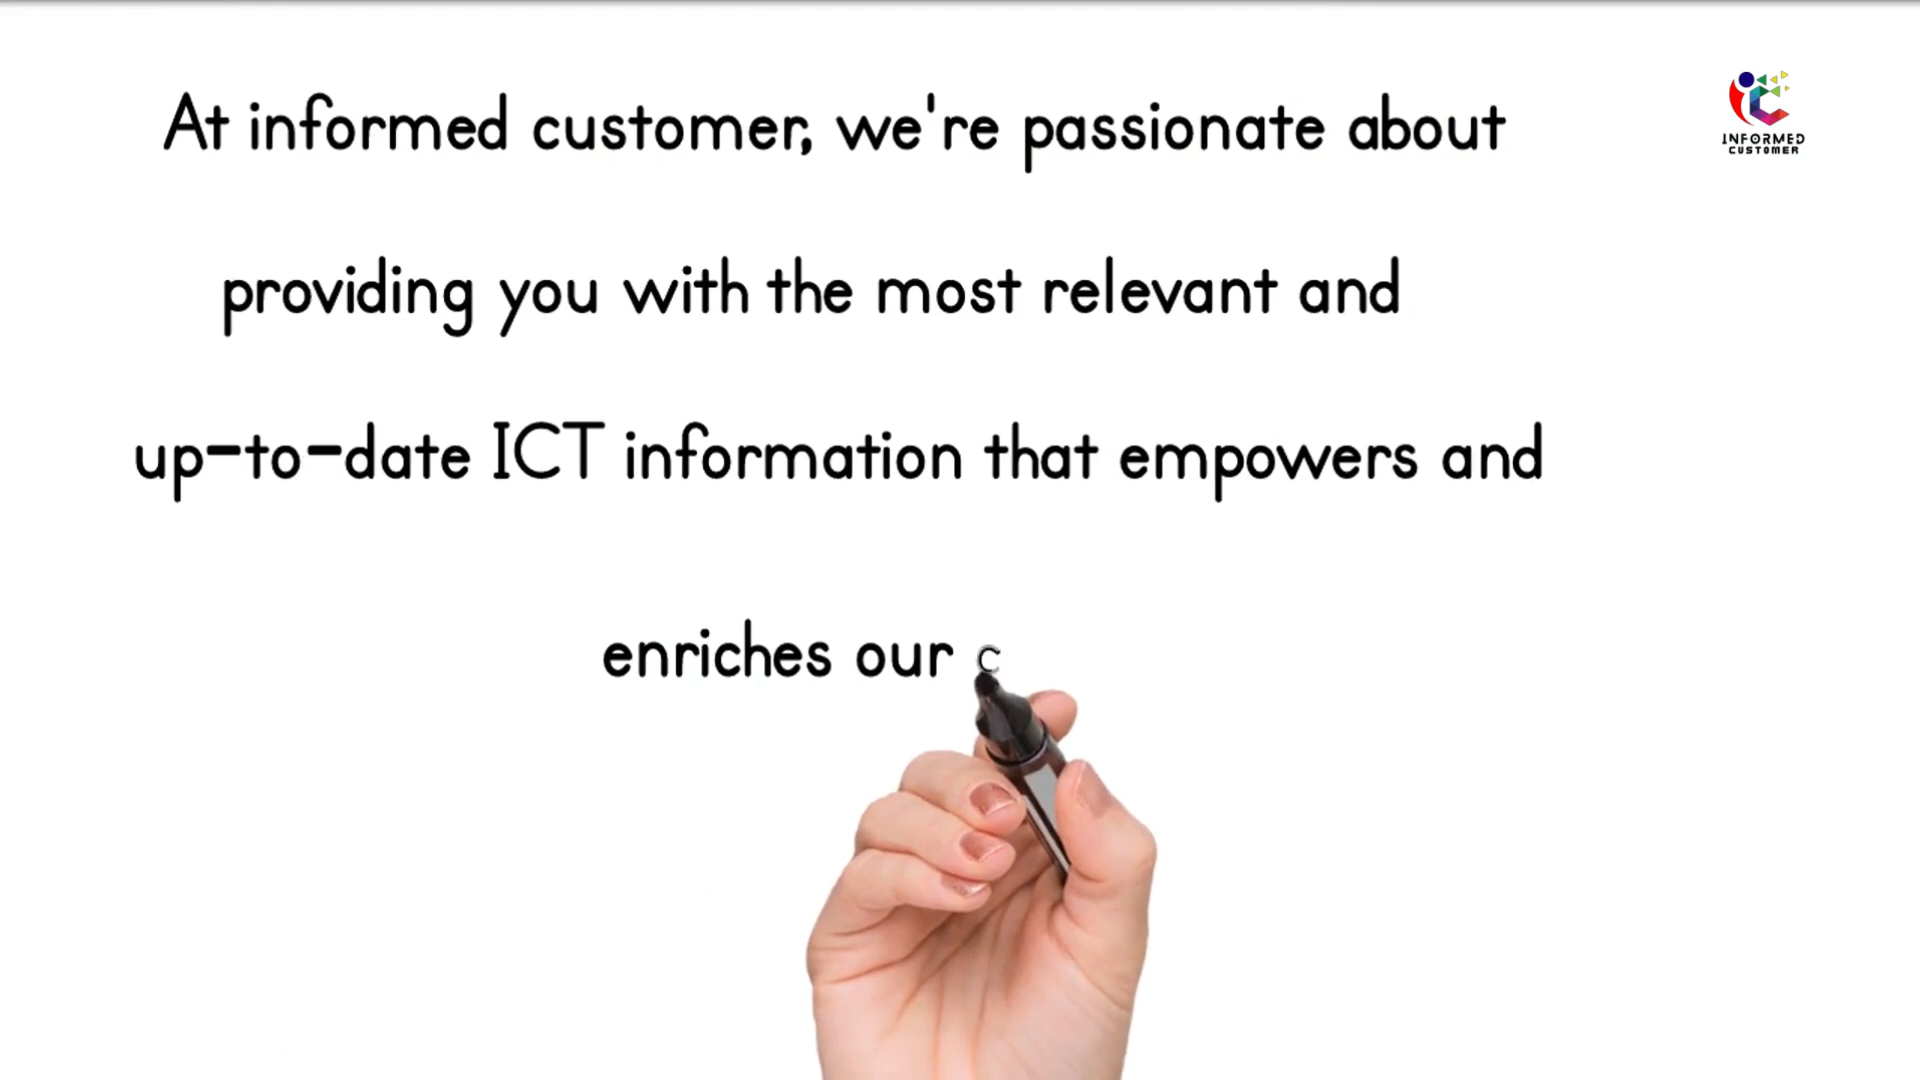 At informed customer, we're passionate about
INFORMED
CUSTOMER
providing you with the most relevant and
up-to-date ICT information that empowers and
enriches our c